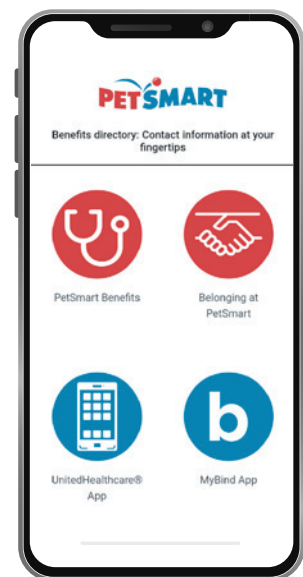 PETSMART
Benefits directory: Contact information at your
fingertips
PetSmart Benefits
Belonging at
PetSmart
b
UnitedHealthcare®
App
MyBind App